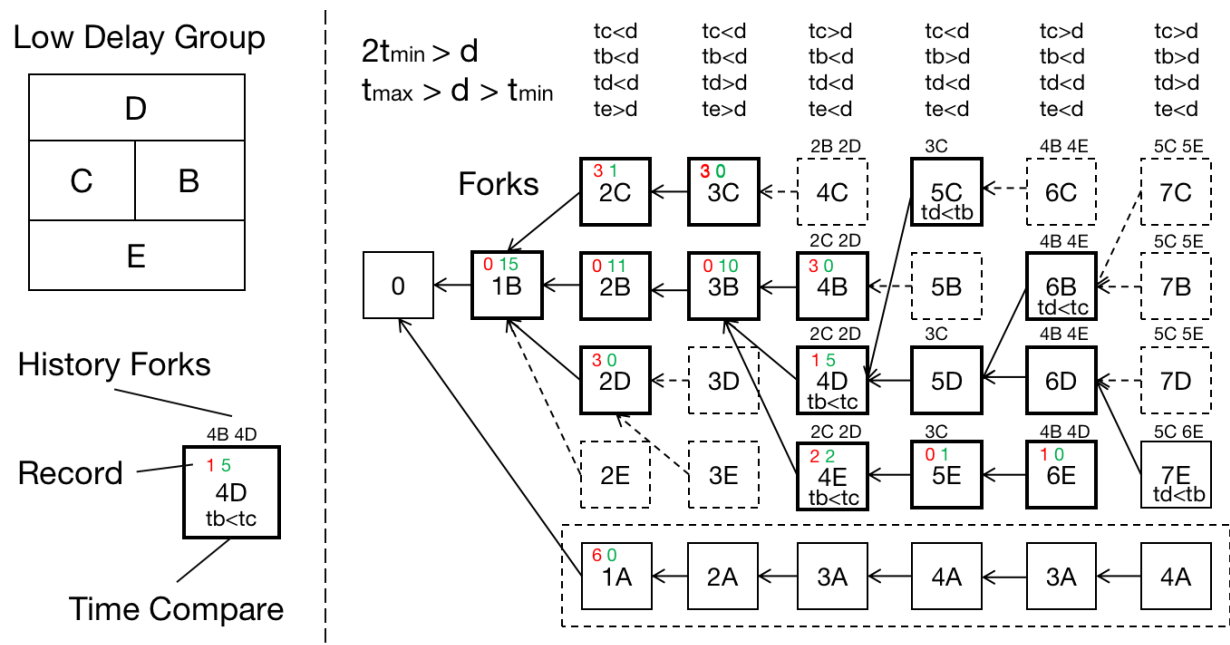 Low Delay Group
D
C B
E
History Forks
4B 4D
Record
1 5
4D
tb<tc
Time Compare
2tmin > d
tmax > d > tmin
tc<d tc<d tc>d tc<d tc>d tc>d
tb<d tb<d tb<d tb>d tb<d tb>d
td<d td>d td<d td<d td<d td>d
te>d te>d te<d te<d te<d te<d
Forks
2B 2D 3C 4B 4E 5C 5E
3 1 3 0
2C 3C 4C 5C 6C 7C
td<tb
2C 2D 4B 4E 5C 5E
0 15 0 11 0 10 3 0
0 1B 2B 3B 4B 5B 6B 7B
td<tc
2C 2D 3C 4B 4E 5C 5E
3 0 1 5
2D 3D 4D 5D 6D 7D
tb<tc
2C 2D 3C 4B 4D 5C 6E
2 2 0 1 1 0
2E 3E 4E 5E 6E 7E
tb<tc td<tb
6 0
1A 2A 3A 4A 3A 4A